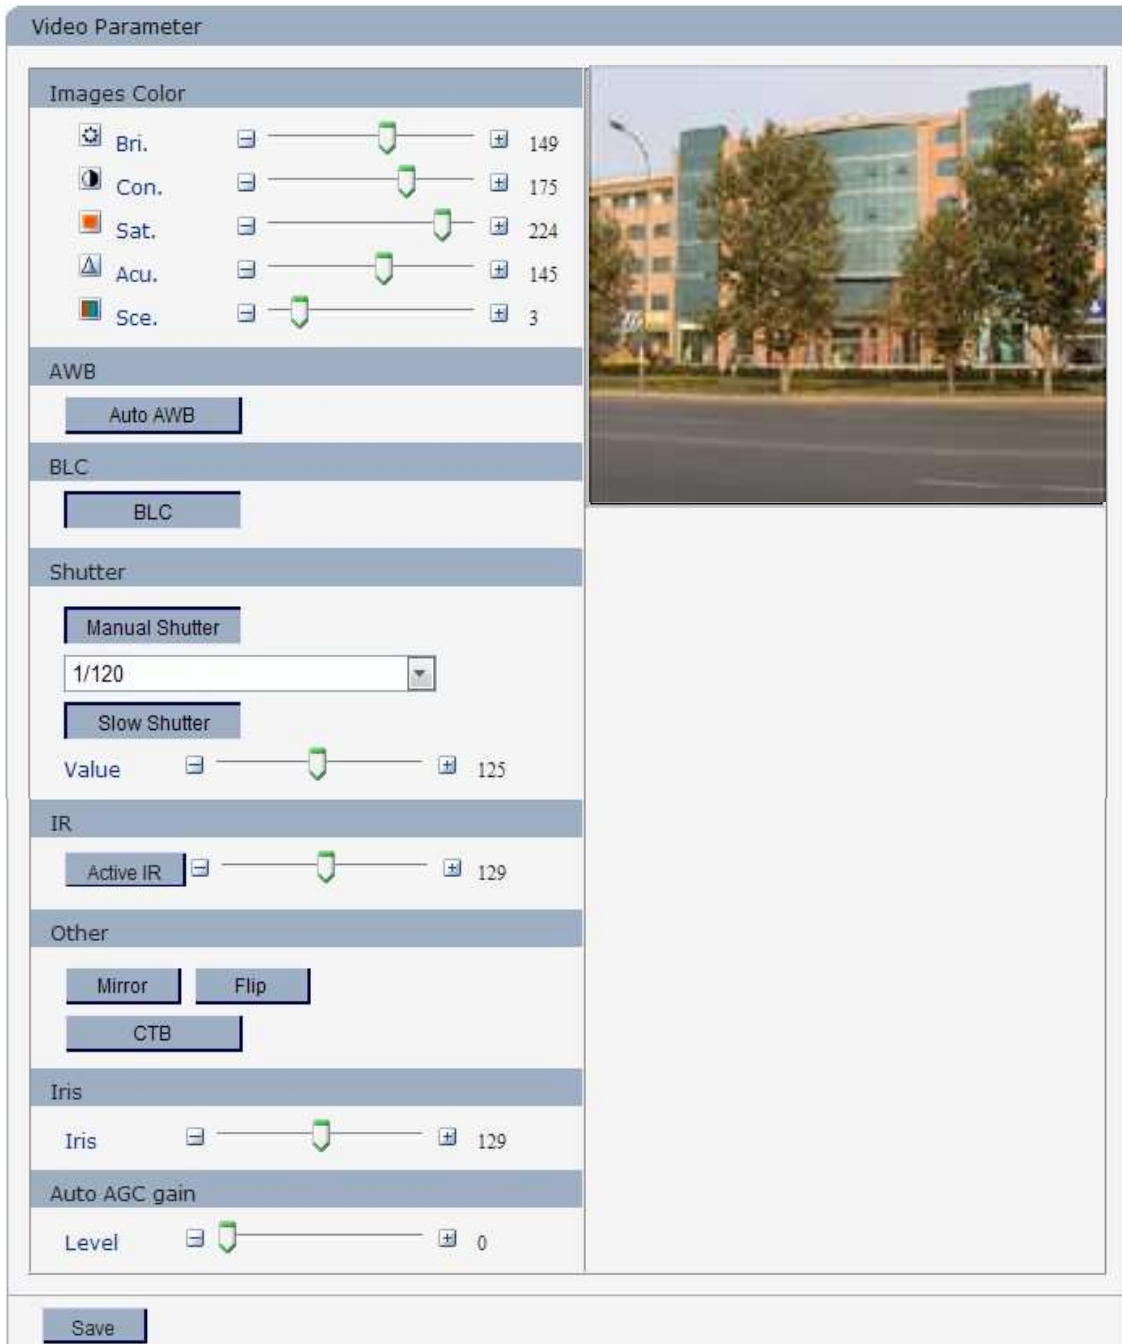 Video Parameter
Images Color
Bri. 149
Con. 175
Sat. 224
Acu. 145
Sce. 3
AWB
Auto AWB
BLC
BLC
Shutter
Manual Shutter
1/120
Slow Shutter
Value 125
IR
Active IR 129
Other
Mirror Flip
CTB
Iris
Iris 129
Auto AGC gain
Level 0
Save